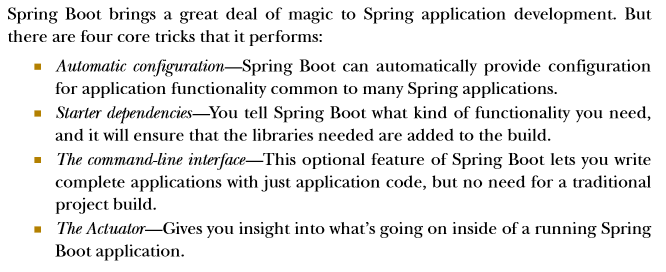 Spring Boot brings a great deal of magic to Spring application development. But
there are four core tricks that it performs:
■ Automatic configuration—Spring Boot can automatically provide configuration
for application functionality common to many Spring applications.
■ Starter dependencies—You tell Spring Boot what kind of functionality you need,
and it will ensure that the libraries needed are added to the build.
■ The command-line interface—This optional feature of Spring Boot lets you write
complete applications with just application code, but no need for a traditional
project build.
■ The Actuator—Gives you insight into what's going on inside of a running Spring
Boot application.